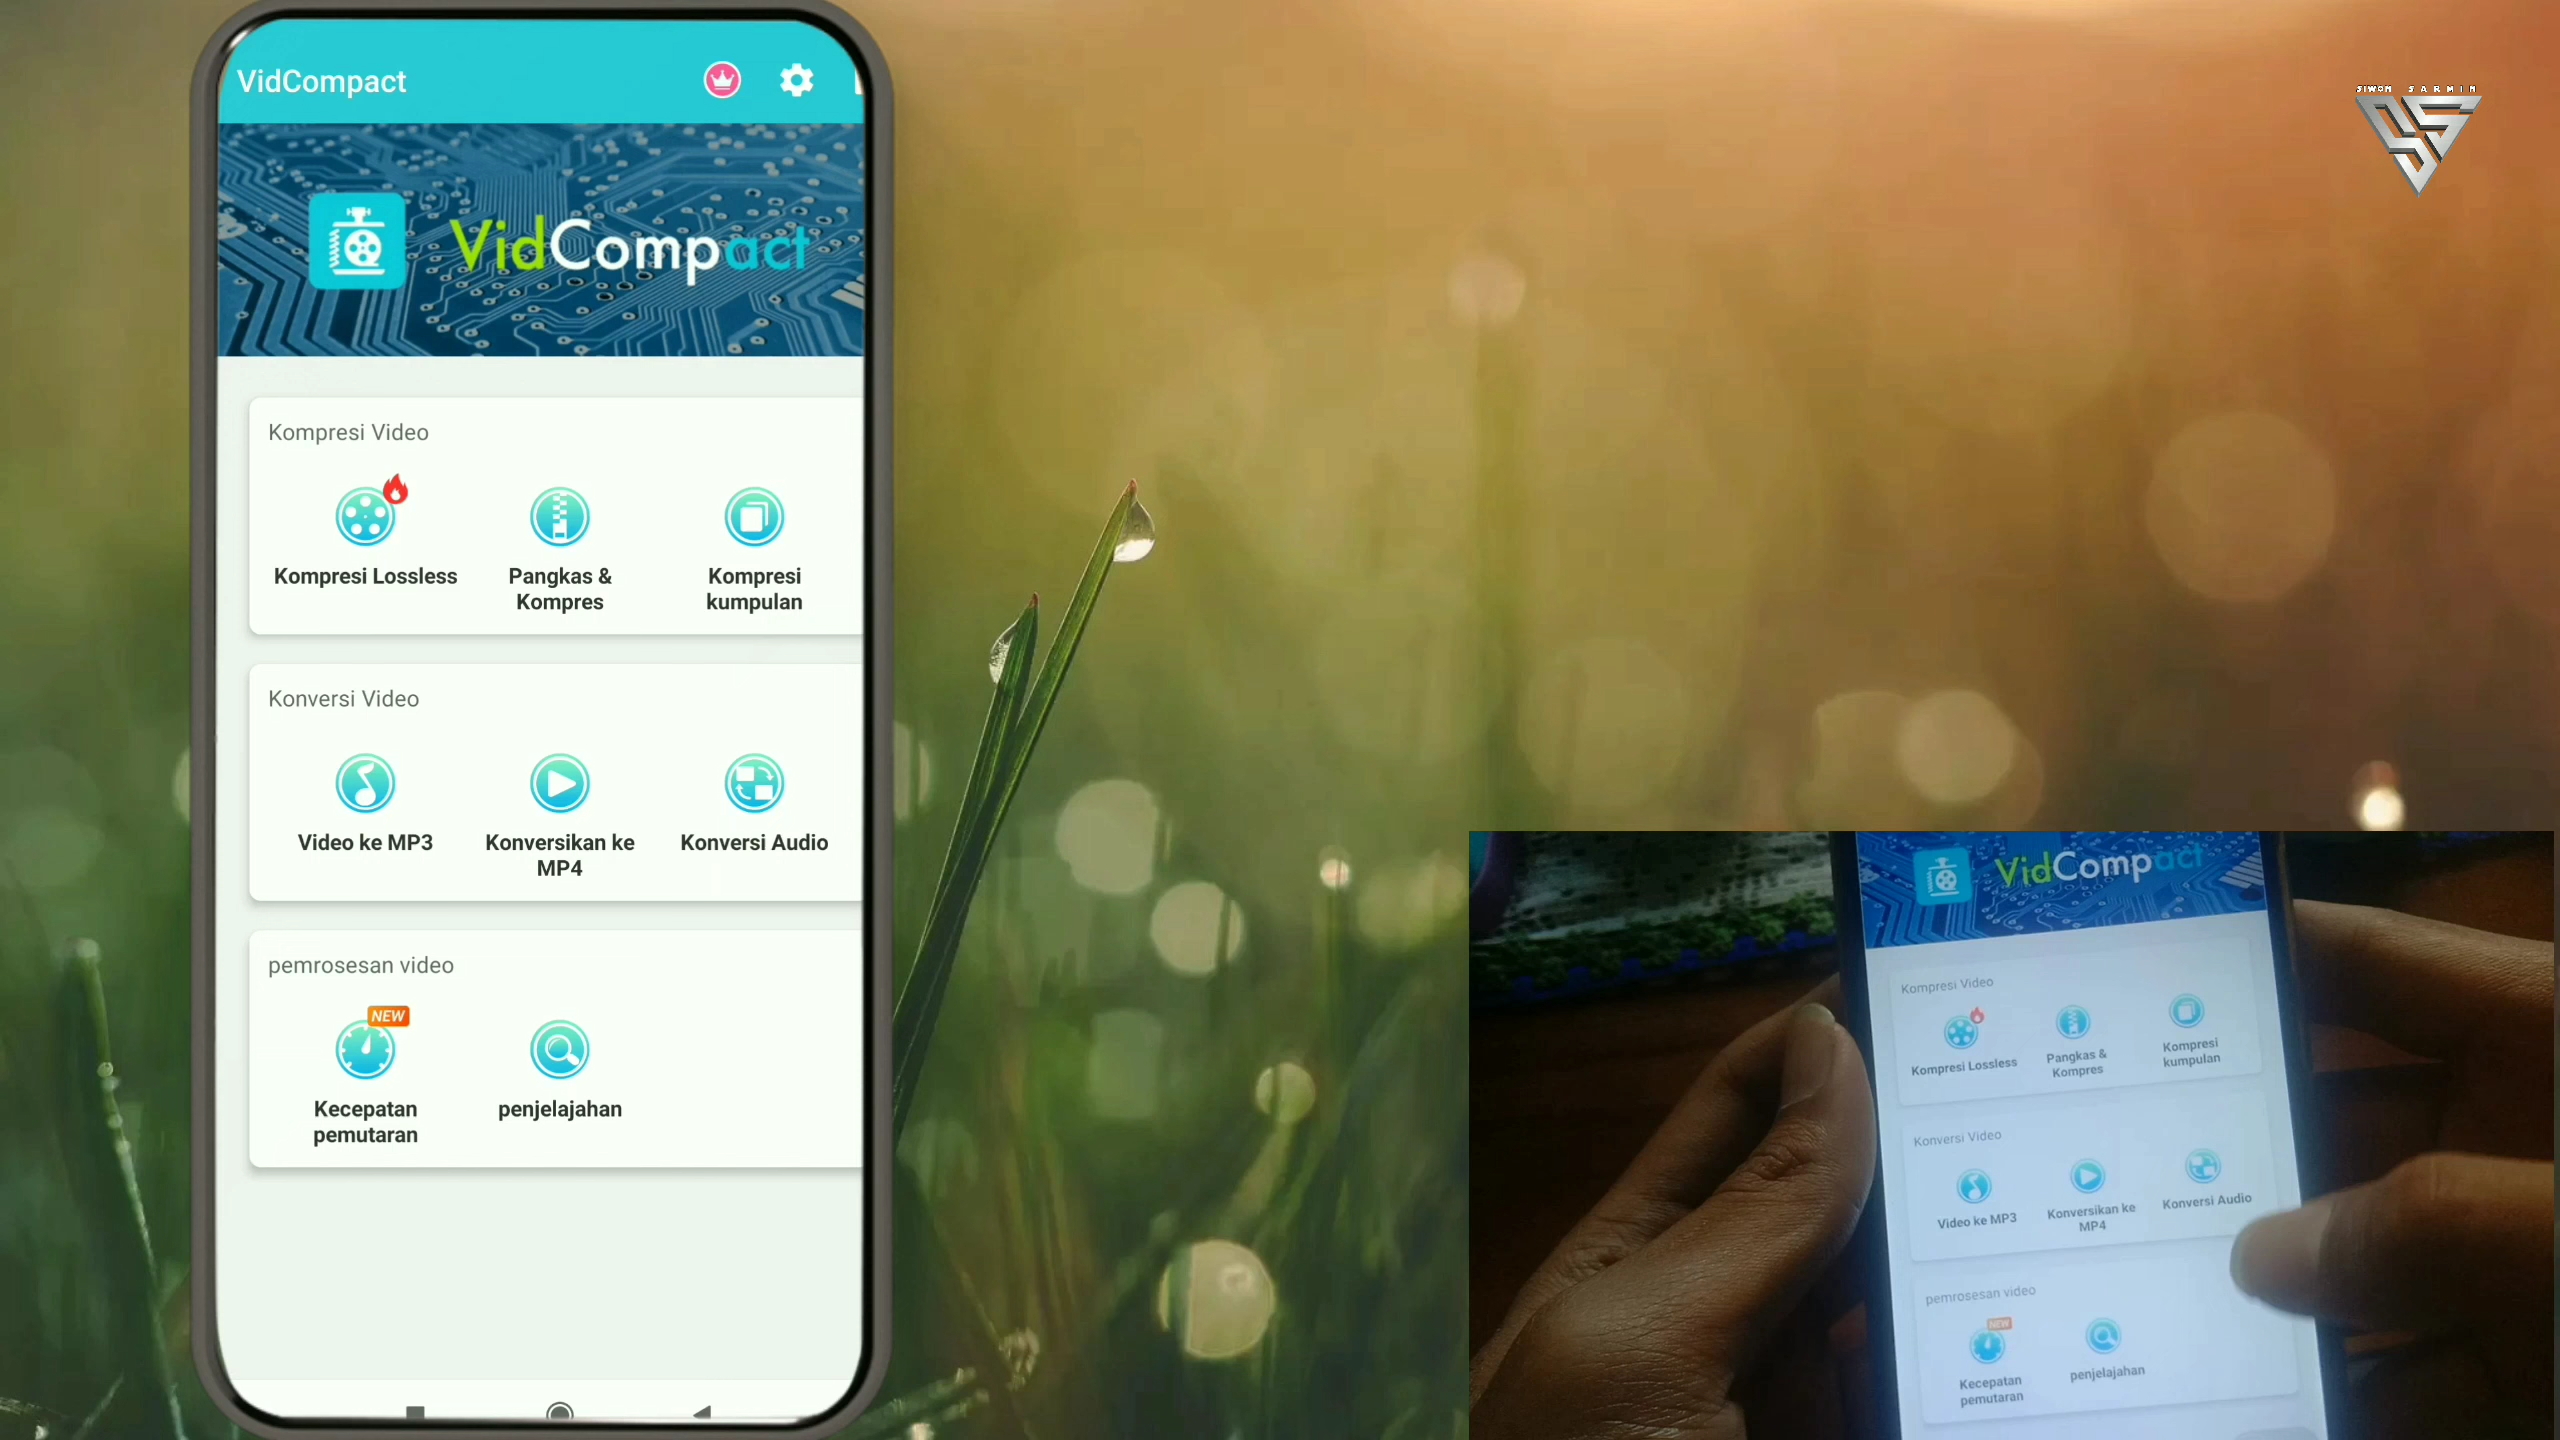 VidCompact
VidCompact
Kompresi Video
Kompresi Lossless
Pangkas &
Kompres
Kompresi
kumpulan
Konversi Video
Video ke MP3
Konversikan ke
MP4
Konversi Audio
pemrosesan video
NEW
Kecepatan
pemutaran
penjelajahan
SIWON SARMIN
VidCompact
Kompresi Video
Kompresi Lossless
Pangkas &
Kompres
Kompresi
kumpulan
Konversi Video
Video ke MP3
Konversikan ke
MP4
Konversi Audio
pemrosesan video
NEW
Kecepatan
pemutaran
penjelajahan